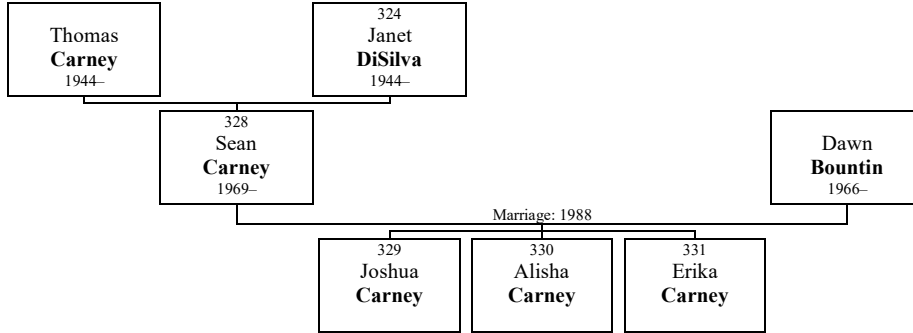 Thomas
Carney
1944–
324
Janet
DiSilva
1944–
328
Sean
Carney
1969–
Dawn
Bountin
1966–
Marriage: 1988
329
Joshua
Carney
330
Alisha
Carney
331
Erika
Carney